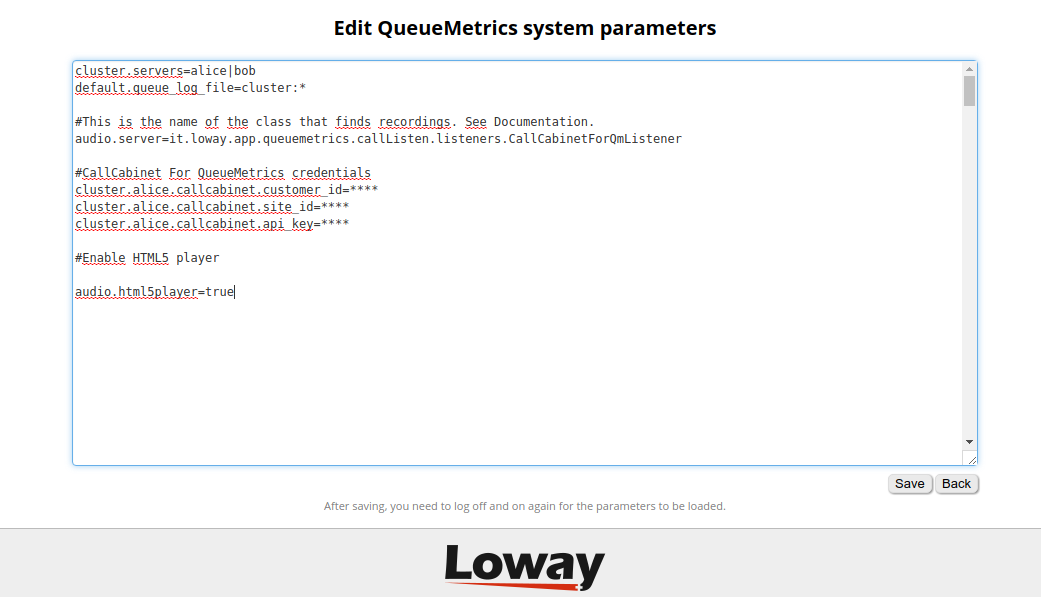 Edit QueueMetrics system parameters
cluster.servers=alice|bob
default.queue_log_file=cluster:*
#This is the name of the class that finds recordings. See Documentation.
audio.server=it.loway.app.queuemetrics.callListen.listeners.CallCabinetForQmListener
#CallCabinet For QueueMetrics credentials
cluster.alice.callcabinet.customer_id=****
cluster.alice.callcabinet.site_id=****
cluster.alice.callcabinet.api_key=****
#Enable HTML5 player
audio.html5player=true
Save Back
After saving, you need to log off and on again for the parameters to be loaded.
Loway